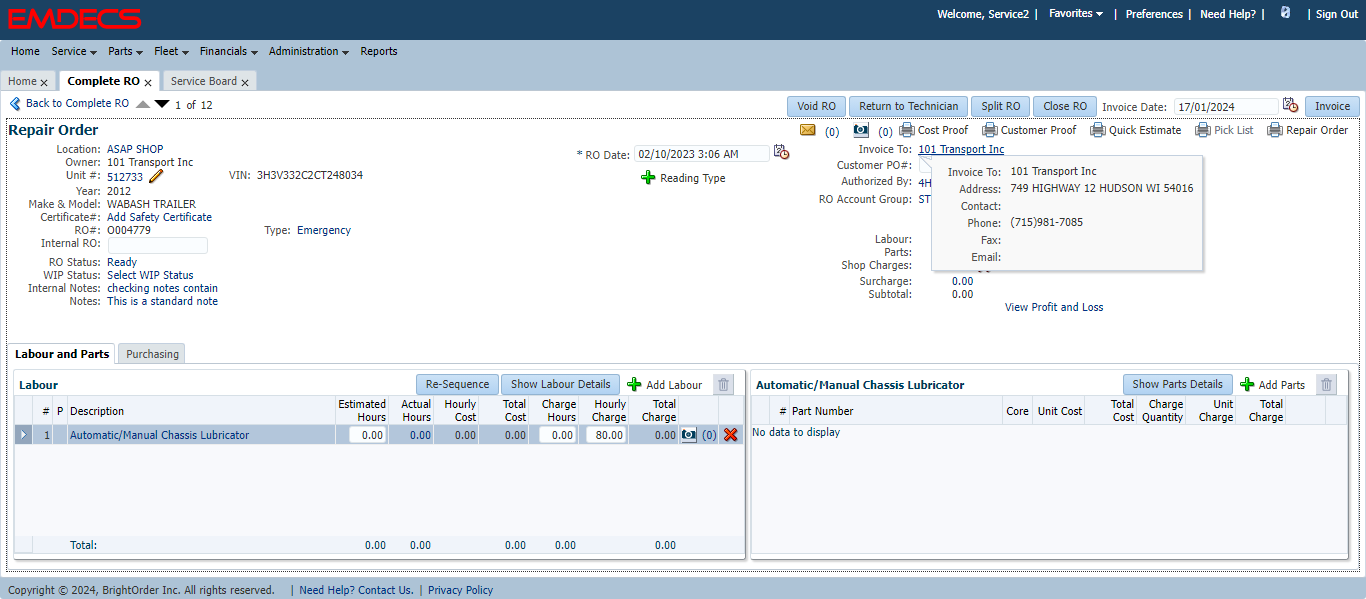 EMDECS
Welcome, Service2 | Favorites | Preferences | Need Help? | | Sign Out
Home Service Parts Fleet Financials Administration Reports
Home Complete RO Service Board
Back to Complete RO 1 of 12
Void RO Return to Technician Split RO Close RO Invoice Date: 17/01/2024 Invoice
Repair Order
(0) (0) Cost Proof Customer Proof Quick Estimate Pick List Repair Order
Location: ASAP SHOP
Owner: 101 Transport Inc
Unit #: 512733
VIN: 3H3V332C2CT248034
Year: 2012
Make & Model: WABASH TRAILER
Certificate#: Add Safety Certificate
RO#: O004779
Type: Emergency
Internal RO:
RO Status: Ready
WIP Status: Select WIP Status
Internal Notes: checking notes contain
Notes: This is a standard note
* RO Date: 02/10/2023 3:06 AM
Reading Type
Invoice To: 101 Transport Inc
Customer PO#:
Authorized By: 4H
RO Account Group: ST
Invoice To: 101 Transport Inc
Address: 749 HIGHWAY 12 HUDSON WI 54016
Contact:
Phone: (715)981-7085
Fax:
Email:
Labour:
Parts:
Shop Charges:
Surcharge: 0.00
Subtotal: 0.00
View Profit and Loss
Labour and Parts Purchasing
Labour Re-Sequence Show Labour Details Add Labour
# P Description Estimated Hours Actual Hours Hourly Cost Total Cost Charge Hours Hourly Charge Total Charge
1 Automatic/Manual Chassis Lubricator 0.00 0.00 0.00 0.00 0.00 80.00 0.00 (0)
Total: 0.00 0.00 0.00 0.00 0.00
Automatic/Manual Chassis Lubricator Show Parts Details Add Parts
# Part Number Core Unit Cost Total Cost Charge Quantity Unit Charge Total Charge
No data to display
Copyright © 2024, BrightOrder Inc. All rights reserved. | Need Help? Contact Us. | Privacy Policy